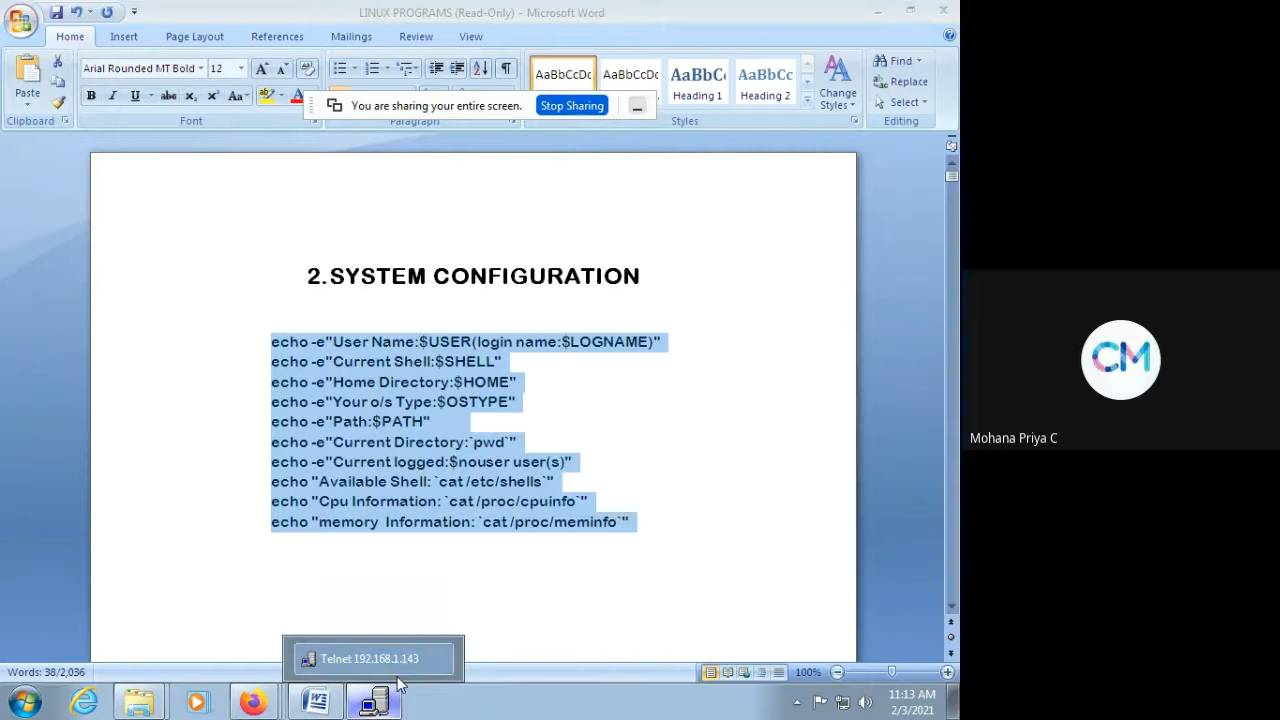 LINUX PROGRAMS (Read-Only) - Microsoft Word
Home Insert Page Layout References Mailings Review View
Paste
Clipboard
Arial Rounded MT Bold 12
B I U abc X₂ X² Aa
Font
Paragraph
You are sharing your entire screen. Stop Sharing
AaBbCcDc AaBbCcDc AaBbC AaBbCc
Heading 1 Heading 2
Change Styles
Styles
Find
Replace
Select
Editing
2.SYSTEM CONFIGURATION
echo -e"User Name:$USER(login name:$LOGNAME)"
echo -e"Current Shell:$SHELL"
echo -e"Home Directory:$HOME"
echo -e"Your o/s Type:$OSTYPE"
echo -e"Path:$PATH"
echo -e"Current Directory:`pwd`"
echo -e"Current logged:$nouser user(s)"
echo "Available Shell: `cat /etc/shells`"
echo "Cpu Information: `cat /proc/cpuinfo`"
echo "memory  Information: `cat /proc/meminfo`"
CM
Mohana Priya C
Telnet 192.168.1.143
Words: 38/2,036
100%
11:13 AM
2/3/2021